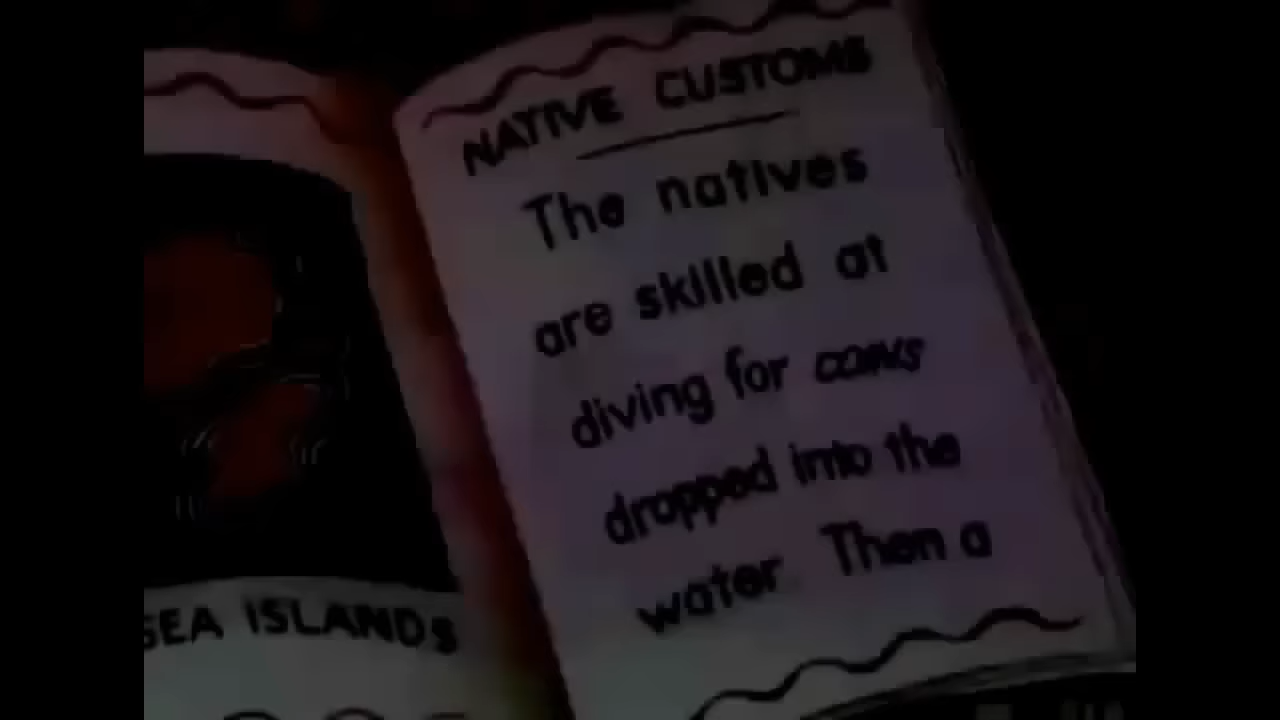 SEA ISLANDS
NATIVE CUSTOMS
The natives
are skilled at
diving for coins
dropped into the
water. Then a